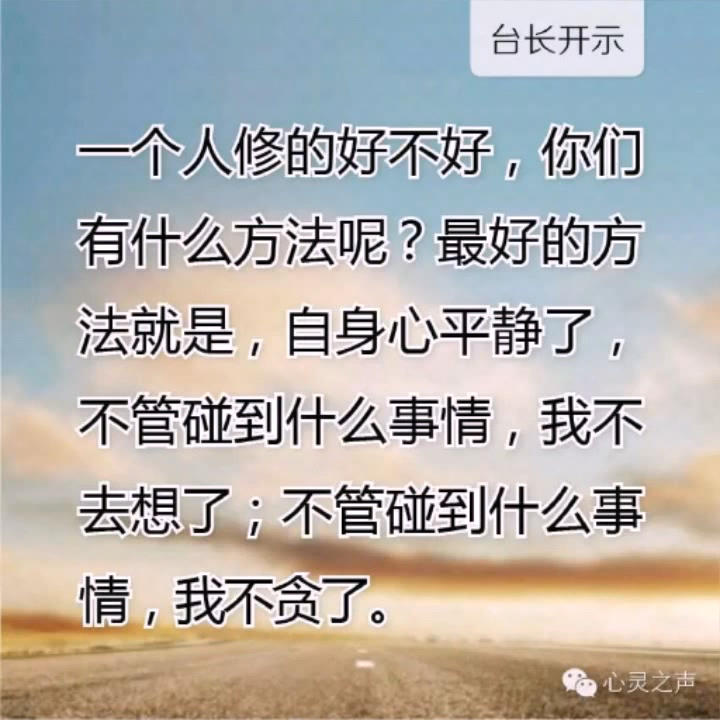 台长开示
一个人修的好不好，你们
有什么方法呢？最好的方
法就是，自身心平静了，
不管碰到什么事情，我不
去想了；不管碰到什么事
情，我不贪了。
心灵之声